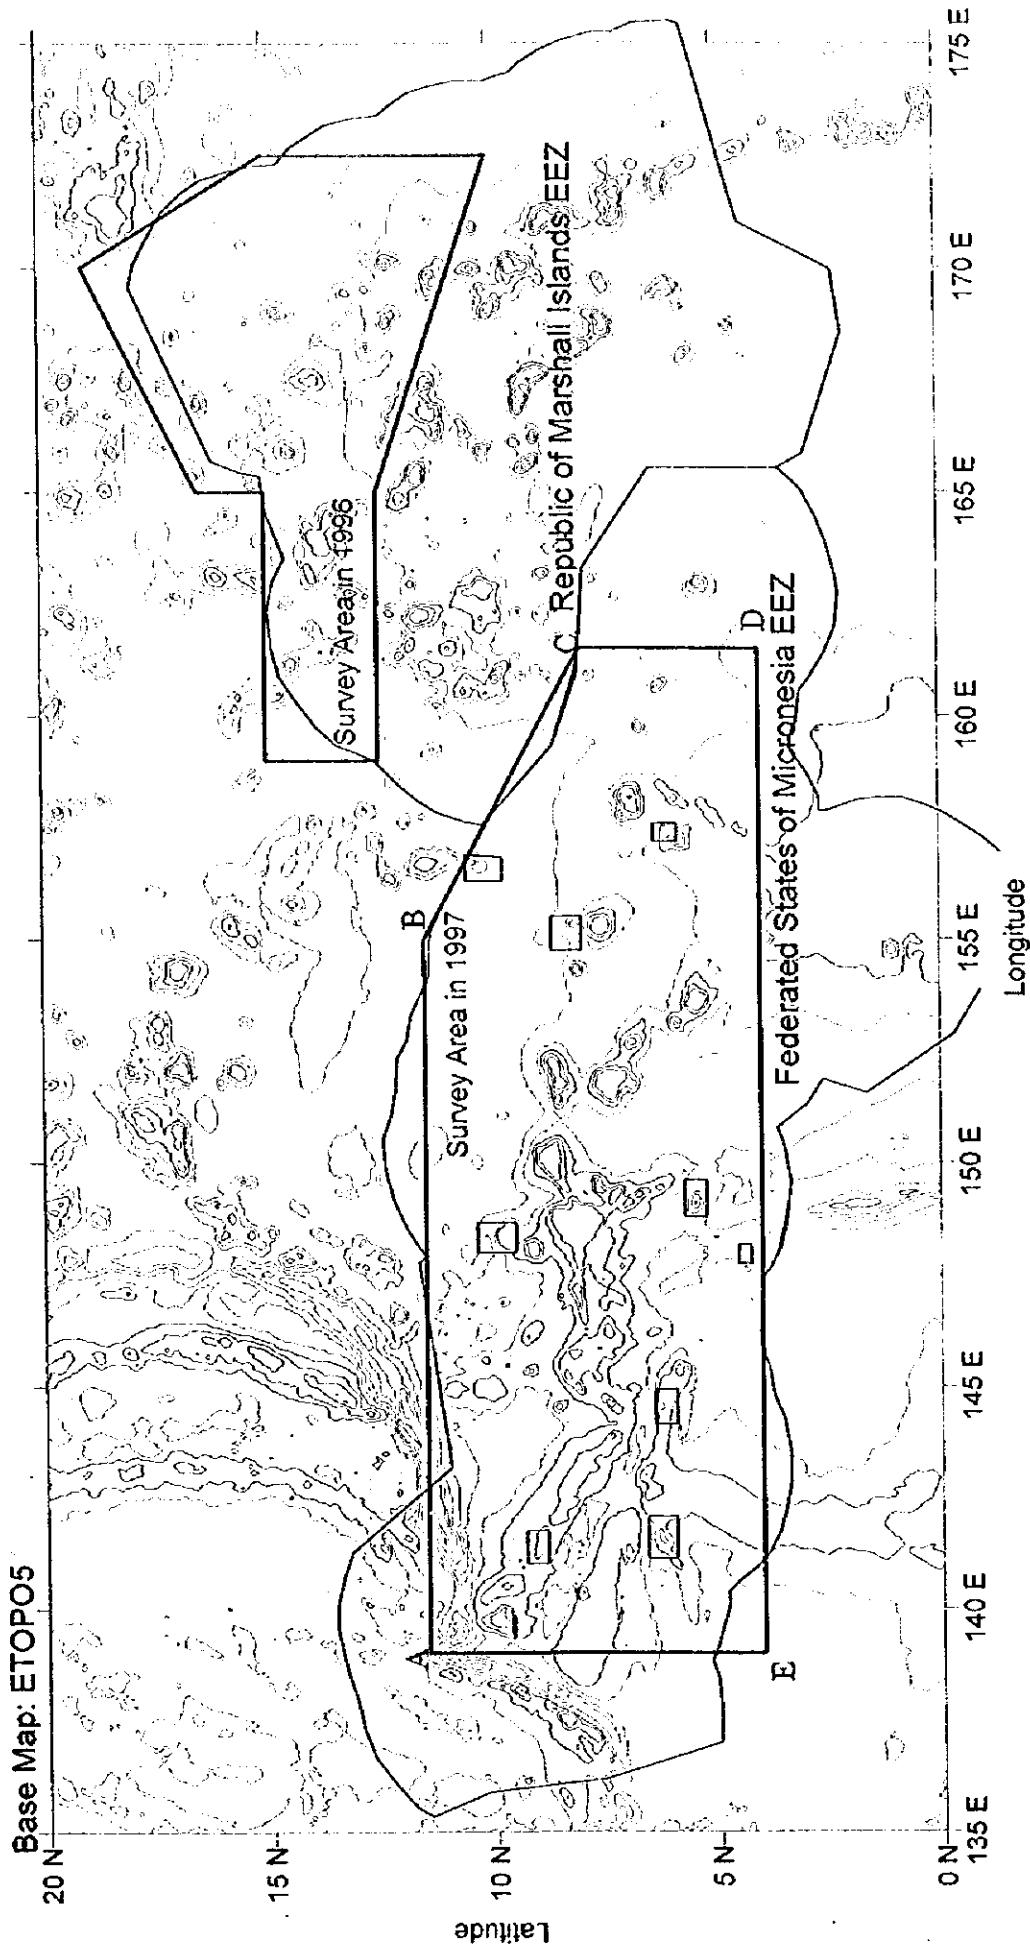 Base Map: ETOPO5
20 N
15 N
10 N
5 N
0 N
Latitude
135 E
140 E
145 E
150 E
155 E
160 E
165 E
170 E
175 E
Longitude
Survey Area in 1996
Survey Area in 1997
Republic of Marshall Islands EEZ
Federated States of Micronesia EEZ
A
B
C
D
E